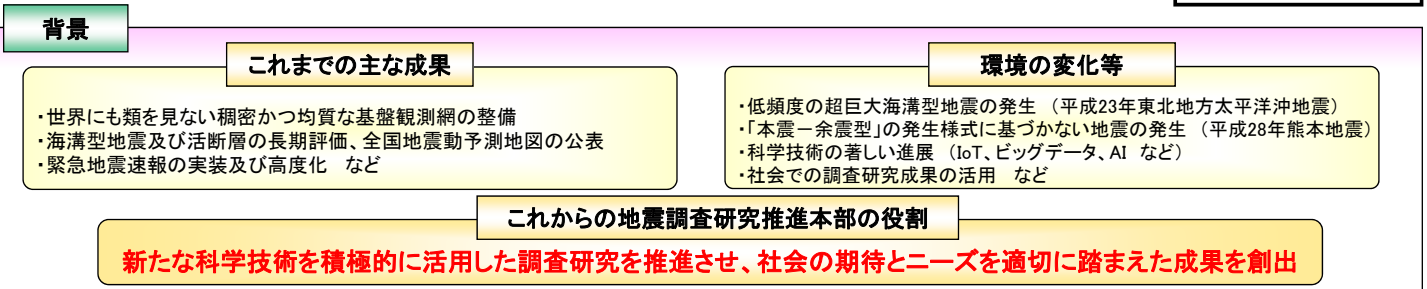 背景
これまでの主な成果
・世界にも類を見ない稠密かつ均質な基盤観測網の整備
・海溝型地震及び活断層の長期評価、全国地震動予測地図の公表
・緊急地震速報の実装及び高度化　など
環境の変化等
・低頻度の超巨大海溝型地震の発生　（平成23年東北地方太平洋沖地震）
・「本震－余震型」の発生様式に基づかない地震の発生　（平成28年熊本地震）
・科学技術の著しい進展　（IoT、ビッグデータ、AI　など）
・社会での調査研究成果の活用　など
これからの地震調査研究推進本部の役割
新たな科学技術を積極的に活用した調査研究を推進させ、社会の期待とニーズを適切に踏まえた成果を創出